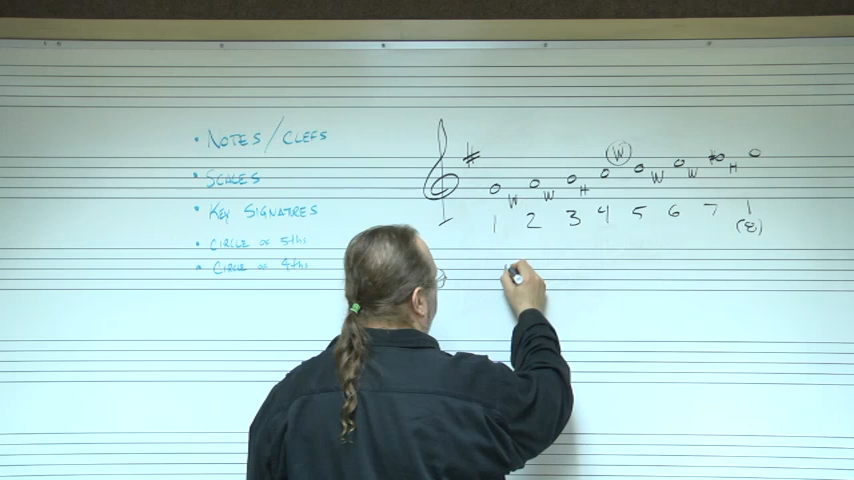 • NOTES/CLEFS
• SCALES
• KEY SIGNATURES
• CIRCLE OF 5ths
• CIRCLE OF 4ths
# W W H W W W # H
1 2 3 4 5 6 7 1
(8)